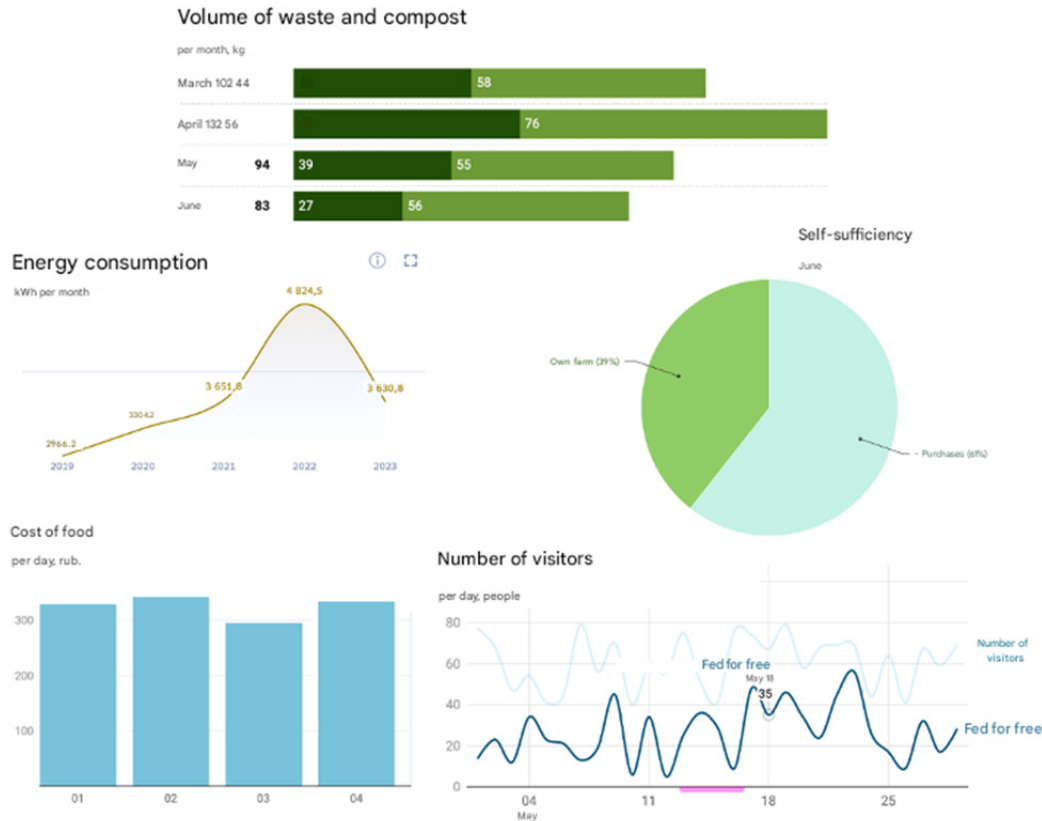 Volume of waste and compost
per month, kg
March 102 44
58
April 132 56
76
May 94 39 55
June 83 27 56
Self-sufficiency
June
Own farm (39%)
Purchases (61%)
Energy consumption
kWh per month
4 824,5
3 651,8
3 630,8
3304.2
2966.2
2019 2020 2021 2022 2023
Cost of food
per day, rub.
300
200
100
01 02 03 04
Number of visitors
per day, people
80
60
40
20
0
Fed for free
May 18
35
Number of
visitors
Fed for free
04 11 18 25
May